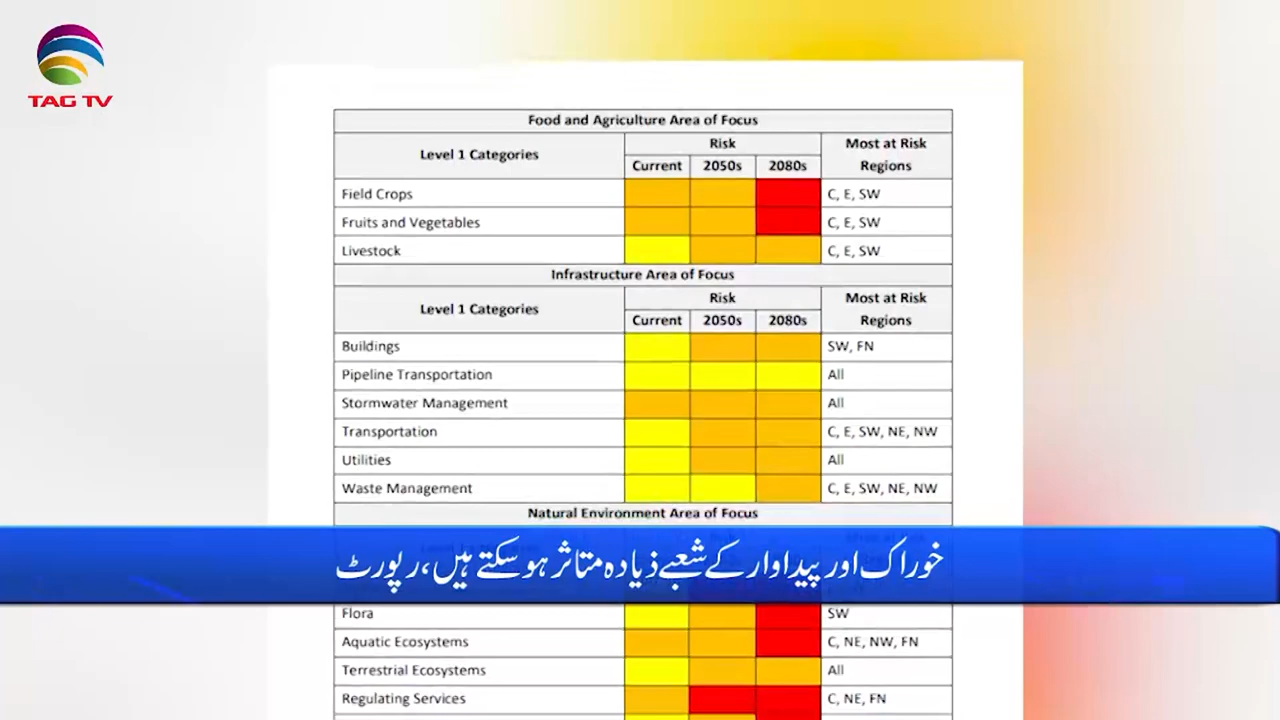 TAG TV
Food and Agriculture Area of Focus
Level 1 Categories Risk Most at Risk Regions
Current 2050s 2080s
Field Crops C, E, SW
Fruits and Vegetables C, E, SW
Livestock C, E, SW
Infrastructure Area of Focus
Level 1 Categories Risk Most at Risk Regions
Current 2050s 2080s
Buildings SW, FN
Pipeline Transportation All
Stormwater Management All
Transportation C, E, SW, NE, NW
Utilities All
Waste Management C, E, SW, NE, NW
Natural Environment Area of Focus
خوراک اور پیداوار کے شعبے ذیادہ متاثر ہو سکتے ہیں، رپورٹ
Flora SW
Aquatic Ecosystems C, NE, NW, FN
Terrestrial Ecosystems All
Regulating Services C, NE, FN